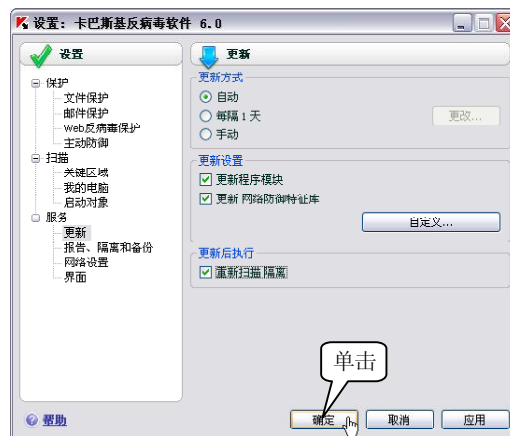 设置：卡巴斯基反病毒软件 6.0
设置
保护
文件保护
邮件保护
Web反病毒保护
主动防御
扫描
关键区域
我的电脑
启动对象
服务
更新
报告、隔离和备份
网络设置
界面
更新
更新方式
自动
每隔 1 天
更改...
手动
更新设置
更新程序模块
更新 网络防御特征库
自定义...
更新后执行
重新扫描 隔离
单击
帮助
确定
取消
应用